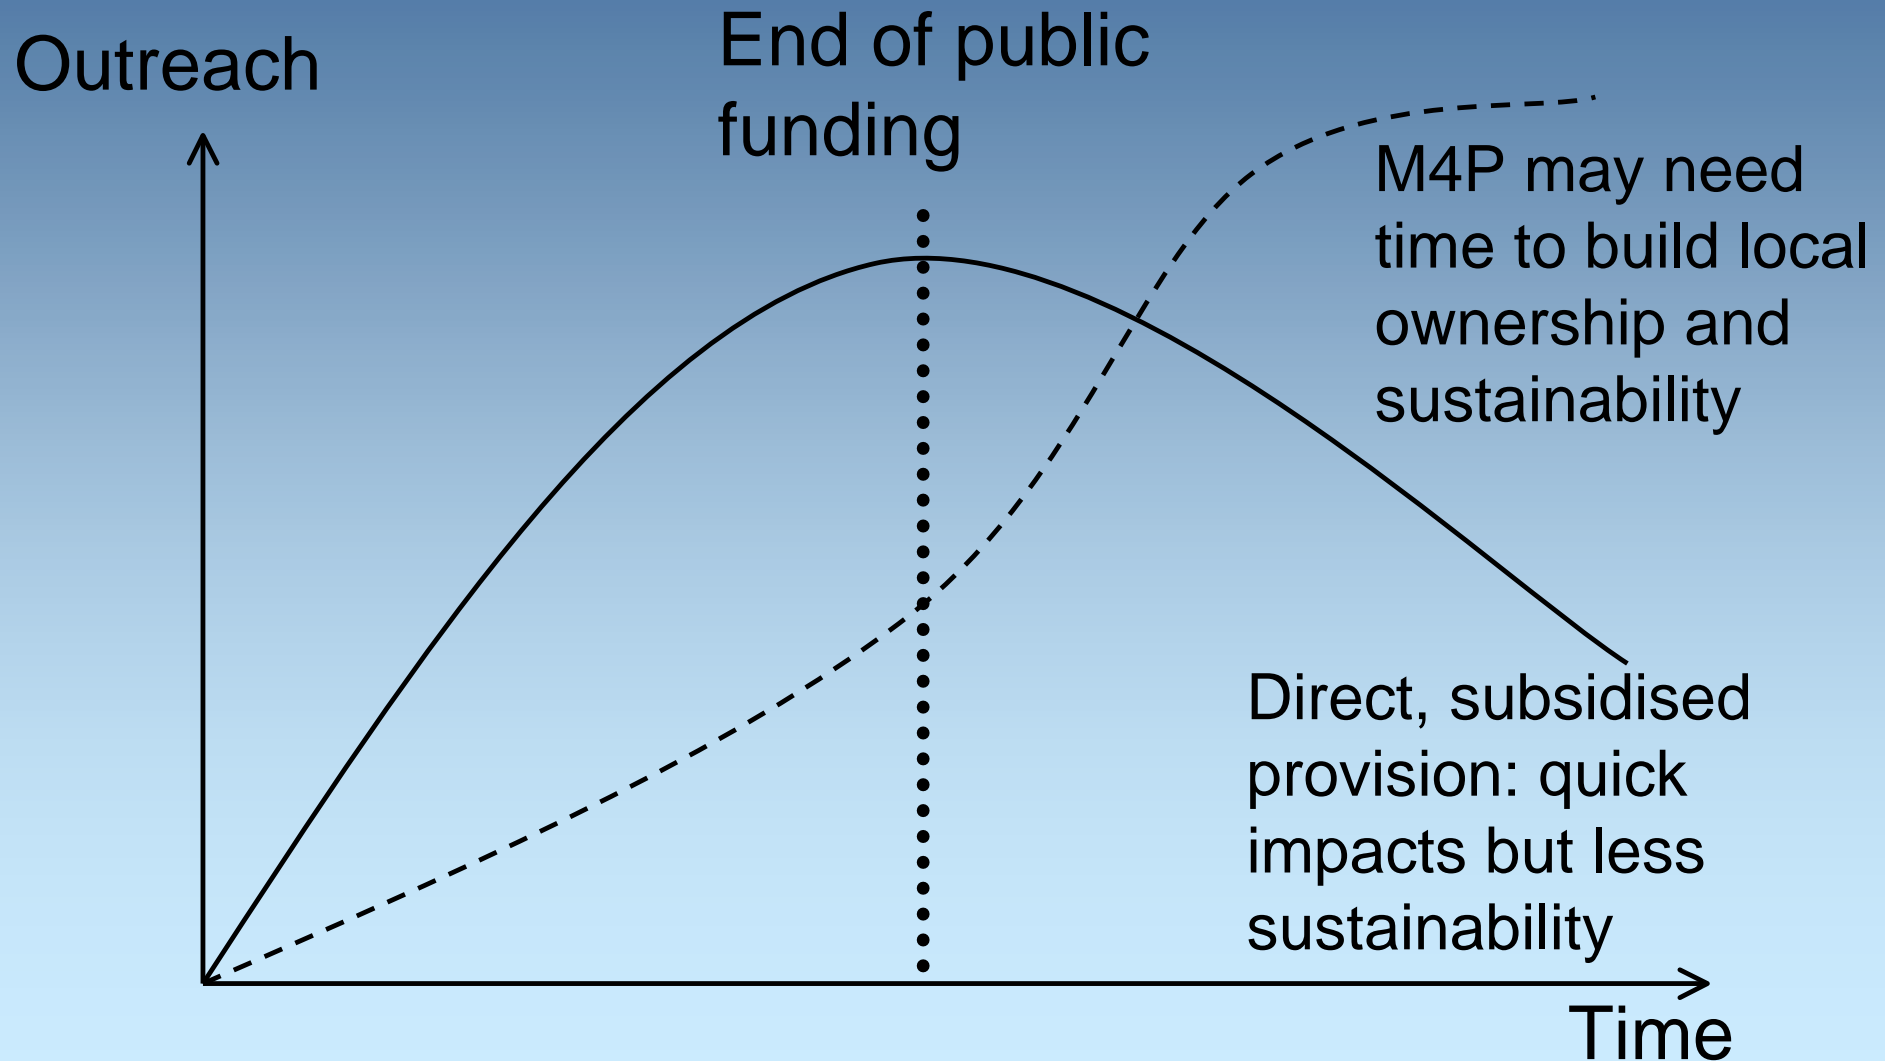 Outreach
End of public
funding
M4P may need
time to build local
ownership and
sustainability
Direct, subsidised
provision: quick
impacts but less
sustainability
Time